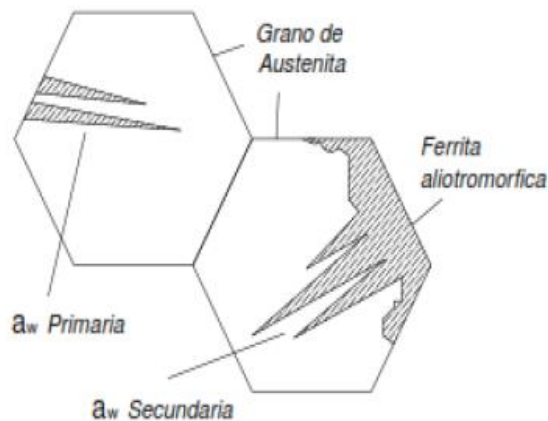 Grano de
Austenita
Ferrita
aliotromorfica
aw Primaria
aw Secundaria